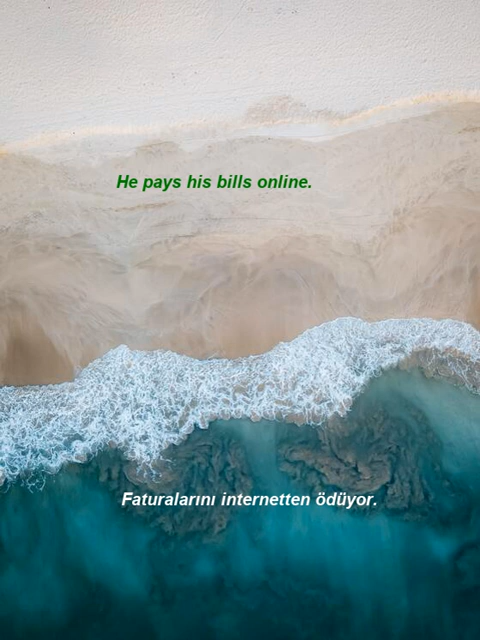 He pays his bills online.
Faturalarını internetten ödüyor.